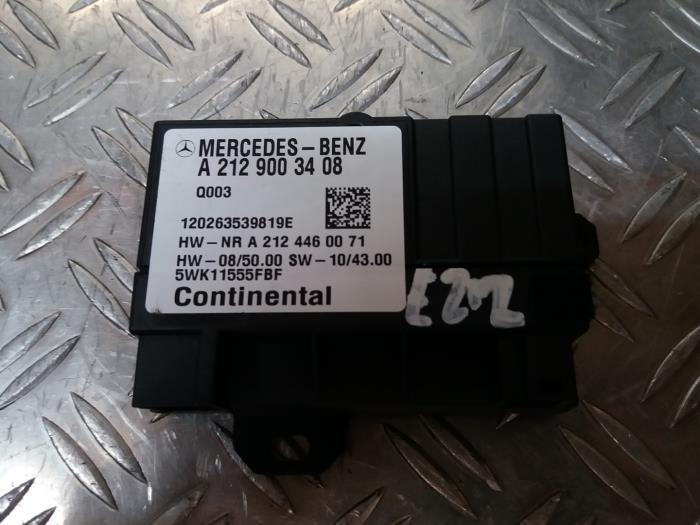 MERCEDES-BENZ
A 212 900 34 08
Q003
120263539819E
HW-NR A 212 446 00 71
HW-08/50.00 SW-10/43.00
5WK11555FBF
Continental
E212